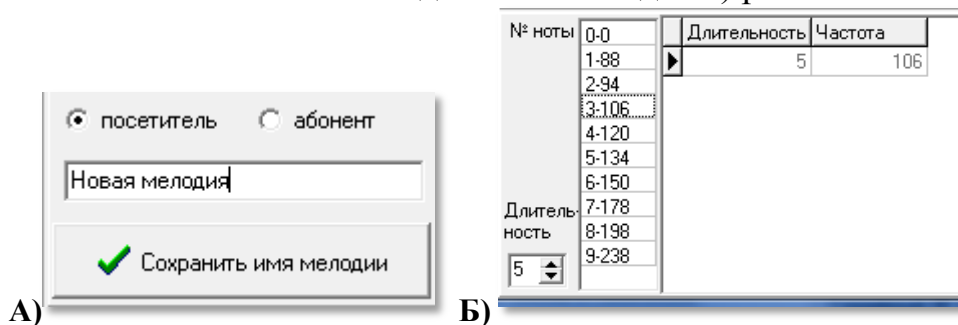 № ноты
0-0
1-88
2-94
3-106
4-120
5-134
6-150
7-178
8-198
9-238
Длитель-
ность
5
Длительность Частота
5 106
посетитель абонент
Новая мелодия
Сохранить имя мелодии
А) Б)